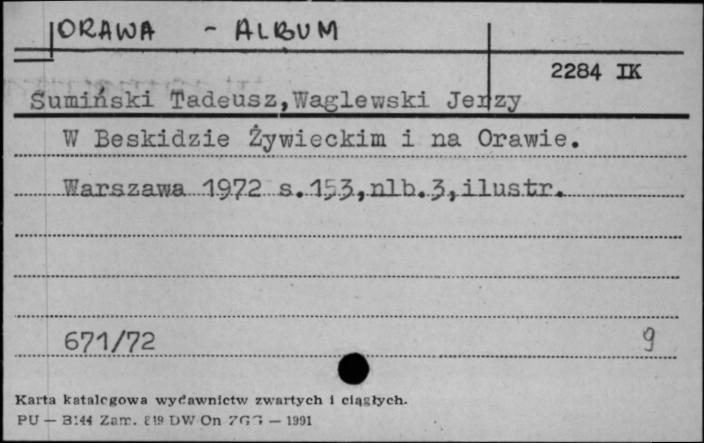 ORAWA - ALBUM
2284 IK
Sumiński Tadeusz,Waglewski Jerzy
W Beskidzie Żywieckim i na Orawie.
Warszawa 1972 s.153,nlb.3,ilustr.
671/72 9
Karta katalogowa wydawnictw zwartych i ciągłych.
PU — B144 Zam. 819 DW On — 1991